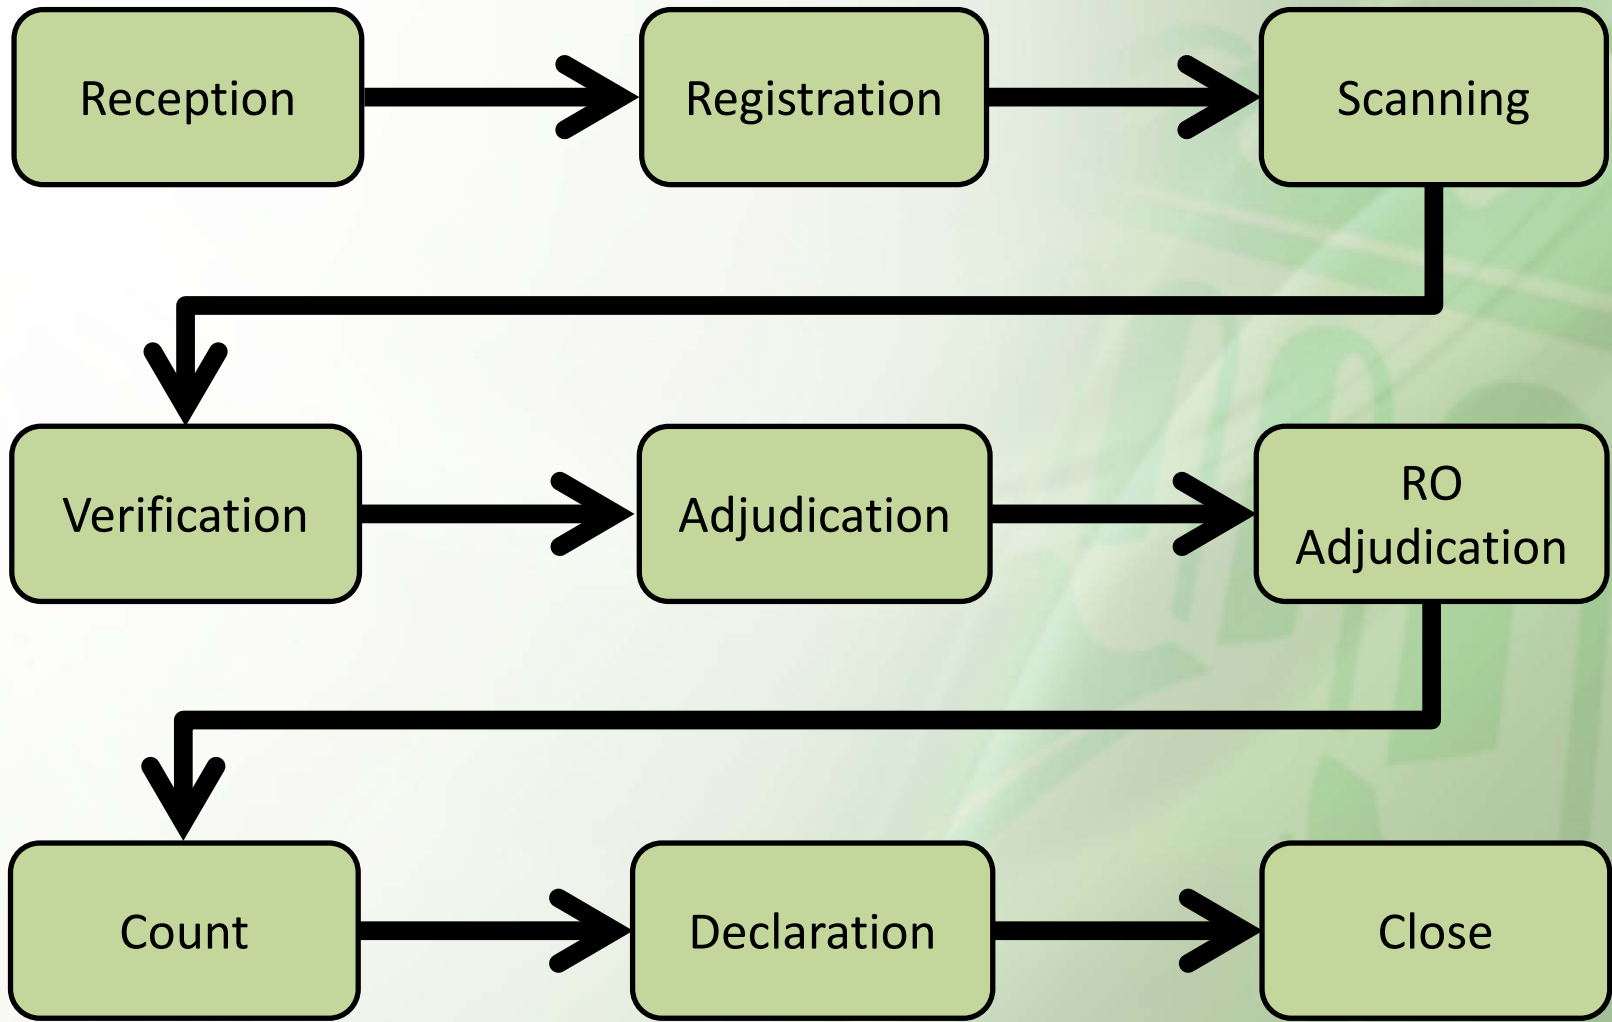 Reception
Registration
Scanning
Verification
Adjudication
RO
Adjudication
Count
Declaration
Close